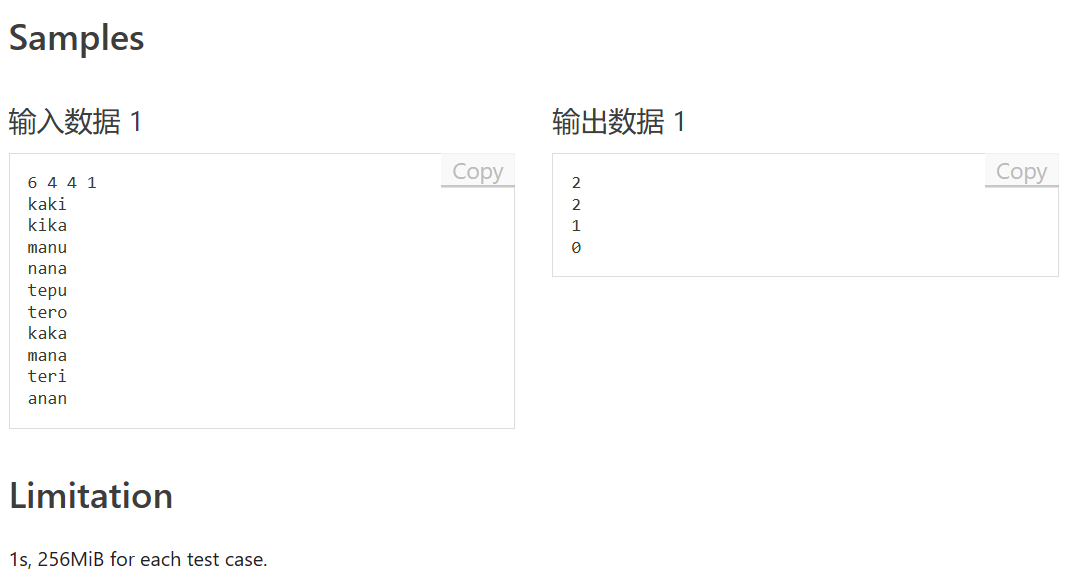 Samples
输入数据 1
Copy
6 4 4 1
kaki
kika
manu
nana
tepu
tero
kaka
mana
teri
anan
输出数据 1
Copy
2
2
1
0
Limitation
1s, 256MiB for each test case.